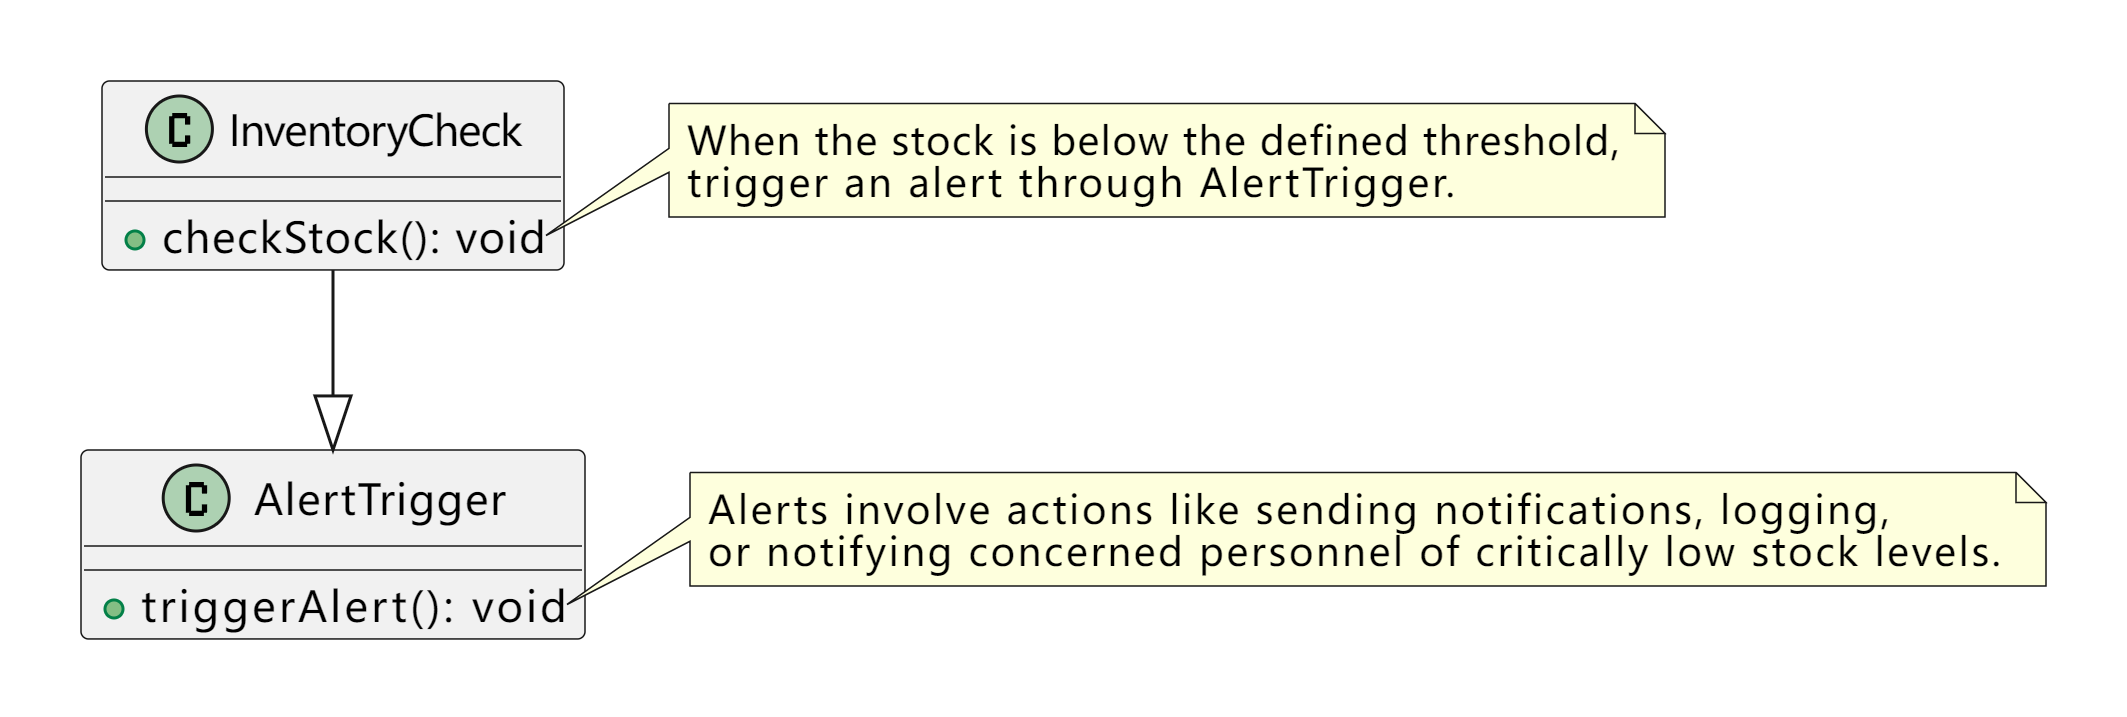 C InventoryCheck
checkStock(): void
When the stock is below the defined threshold,
trigger an alert through AlertTrigger.
C AlertTrigger
triggerAlert(): void
Alerts involve actions like sending notifications, logging,
or notifying concerned personnel of critically low stock levels.